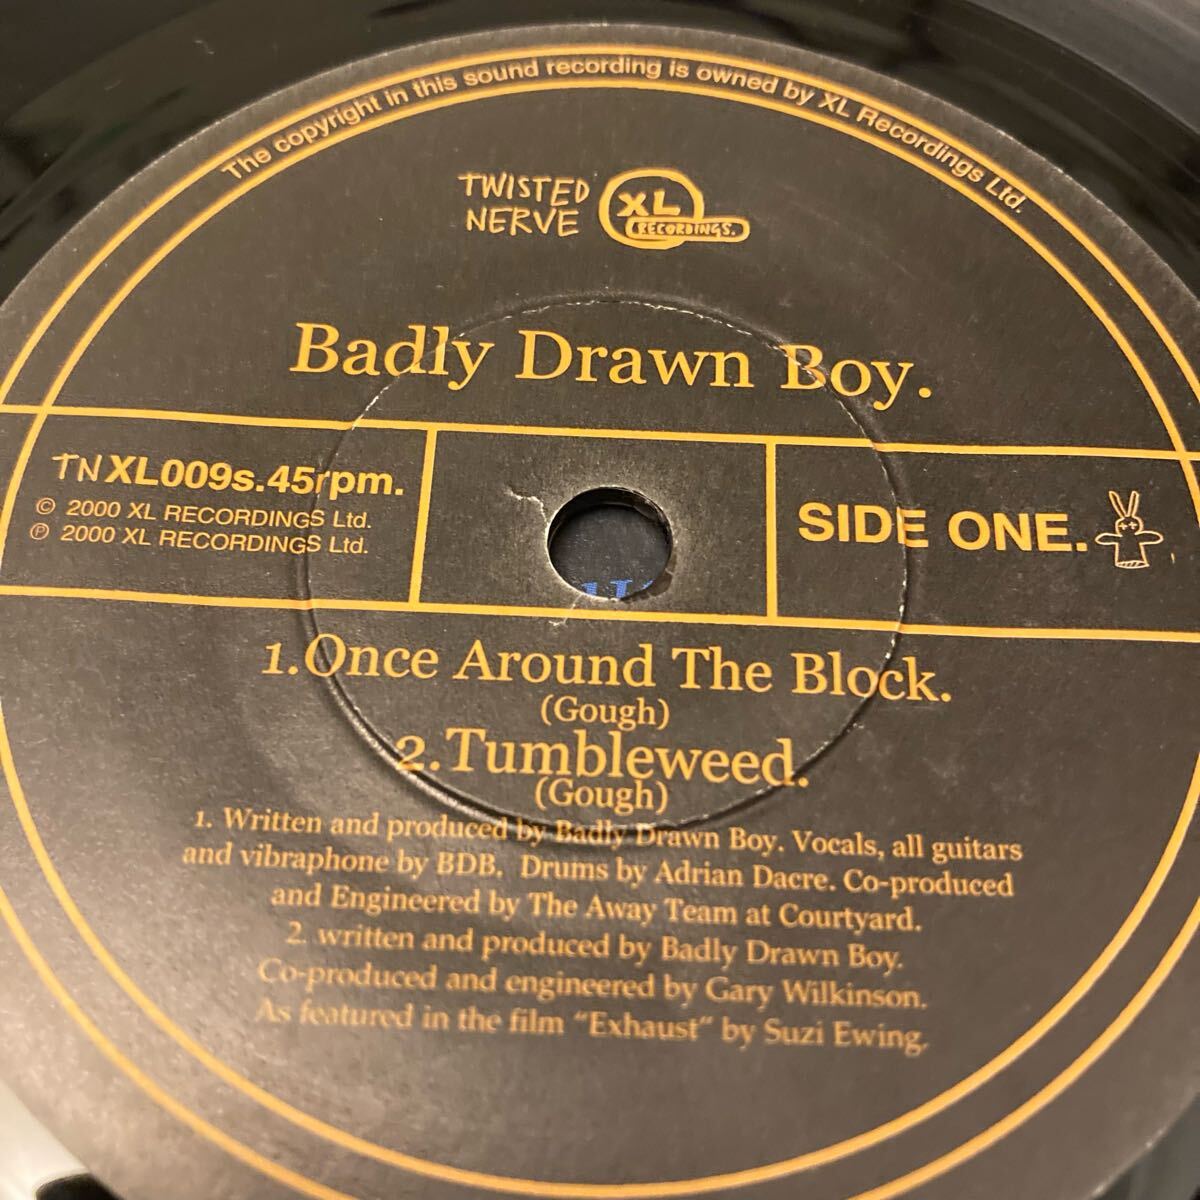 The copyright in this sound recording is owned by XL Recordings Ltd.
TWISTED
NERVE
XL
RECORDINGS.
Badly Drawn Boy.
TNXL009s.45rpm.
© 2000 XL RECORDINGS Ltd.
℗ 2000 XL RECORDINGS Ltd.
SIDE ONE.
1.Once Around The Block.
(Gough)
2.Tumbleweed.
(Gough)
1. Written and produced by Badly Drawn Boy. Vocals, all guitars
and vibraphone by BDB. Drums by Adrian Dacre. Co-produced
and Engineered by The Away Team at Courtyard.
2. written and produced by Badly Drawn Boy.
Co-produced and engineered by Gary Wilkinson.
As featured in the film "Exhaust" by Suzi Ewing.